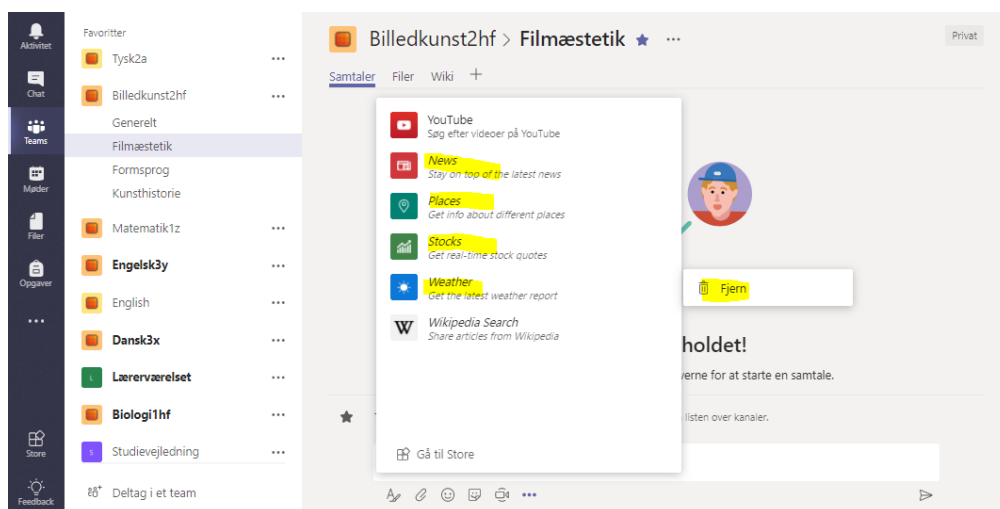 Aktivitet
Chat
Teams
Møder
Filer
Opgaver
Store
Feedback
Favoritter
Tysk2a
Billedkunst2hf
Generelt
Filmæstetik
Formsprog
Kunsthistorie
Matematik1z
Engelsk3y
English
Dansk3x
L Lærerværelset
Biologi1hf
S Studievejledning
Deltag i et team
Billedkunst2hf > Filmæstetik
Privat
Samtaler Filer Wiki
YouTube
Søg efter videoer på YouTube
News
Stay on top of the latest news
Places
Get info about different places
Stocks
Get real-time stock quotes
Weather
Get the latest weather report
W Wikipedia Search
Share articles from Wikipedia
Gå til Store
Fjern
holdet!
verne for at starte en samtale.
listen over kanaler.